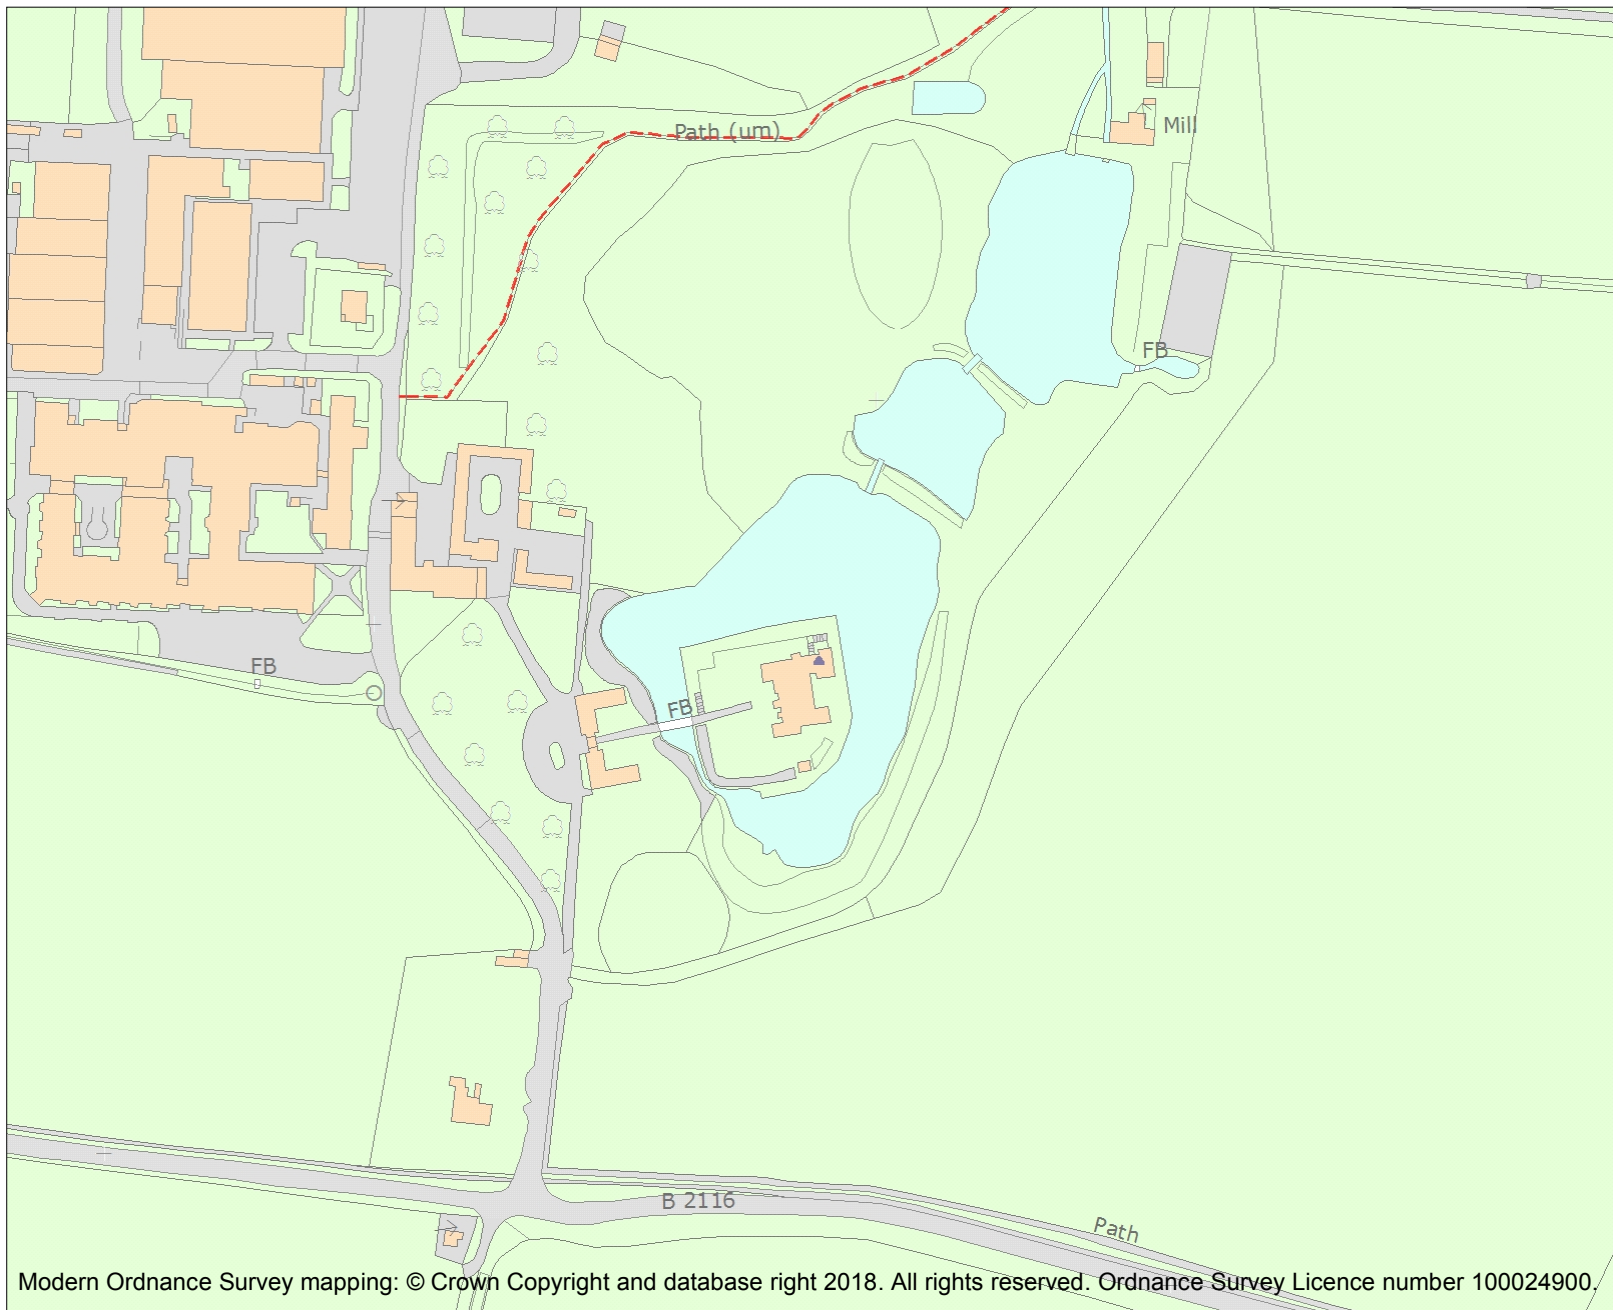 Path (um)
Mill
FB
FB
FB
B 2116
Path
Modern Ordnance Survey mapping: © Crown Copyright and database right 2018. All rights reserved. Ordnance Survey Licence number 100024900.